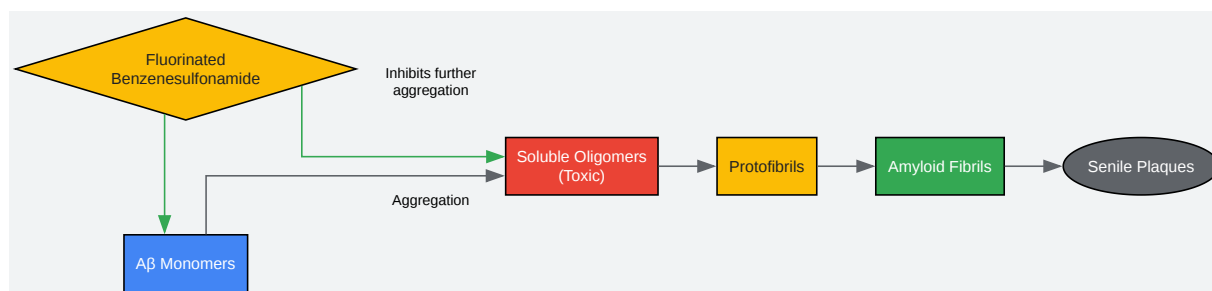 Fluorinated
Benzenesulfonamide
Inhibits further
aggregation
Soluble Oligomers
(Toxic)
Protofibrils
Amyloid Fibrils
Senile Plaques
Aggregation
Aβ Monomers